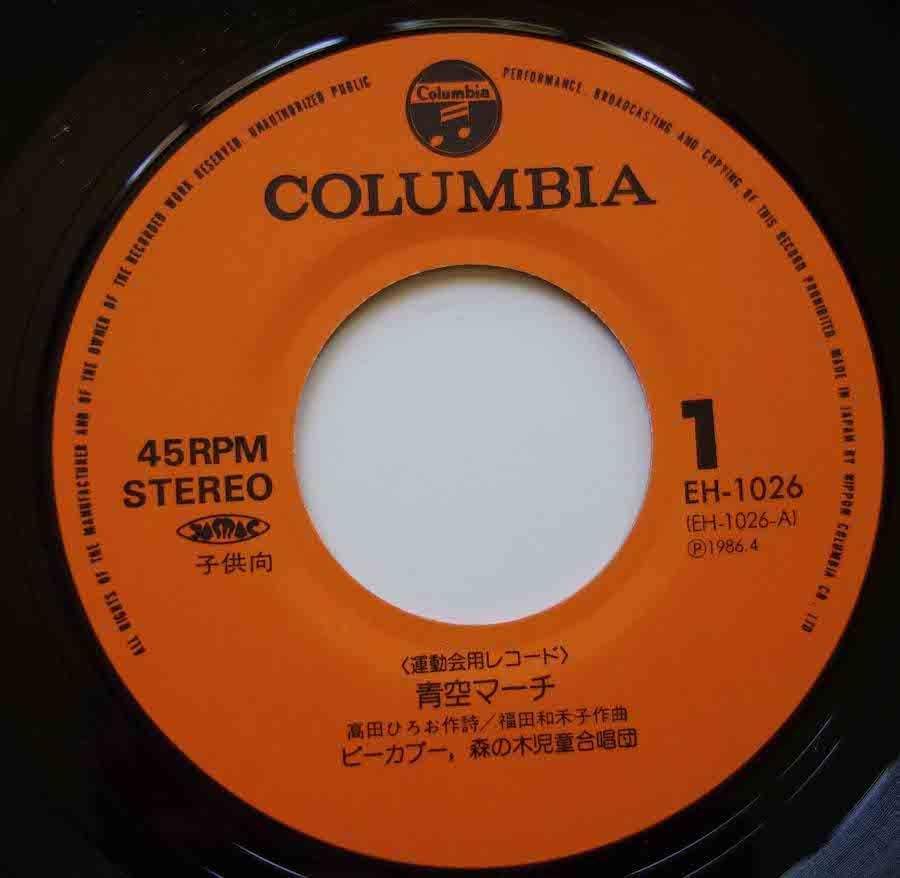 ALL RIGHTS OF THE MANUFACTURER AND OF THE OWNER OF THE RECORDED WORK RESERVED. UNAUTHORIZED PUBLIC PERFORMANCE. BROADCASTING AND COPYING OF THIS RECORD PROHIBITED. MADE IN JAPAN BY NIPPON COLUMBIA CO., LTD
Columbia
COLUMBIA
45RPM
STEREO
JASRAC
子供向
1
EH-1026
(EH-1026-A)
Ⓟ1986.4
〈運動会用レコード〉
青空マーチ
高田ひろお作詩／福田和禾子作曲
ピーカブー, 森の木児童合唱団